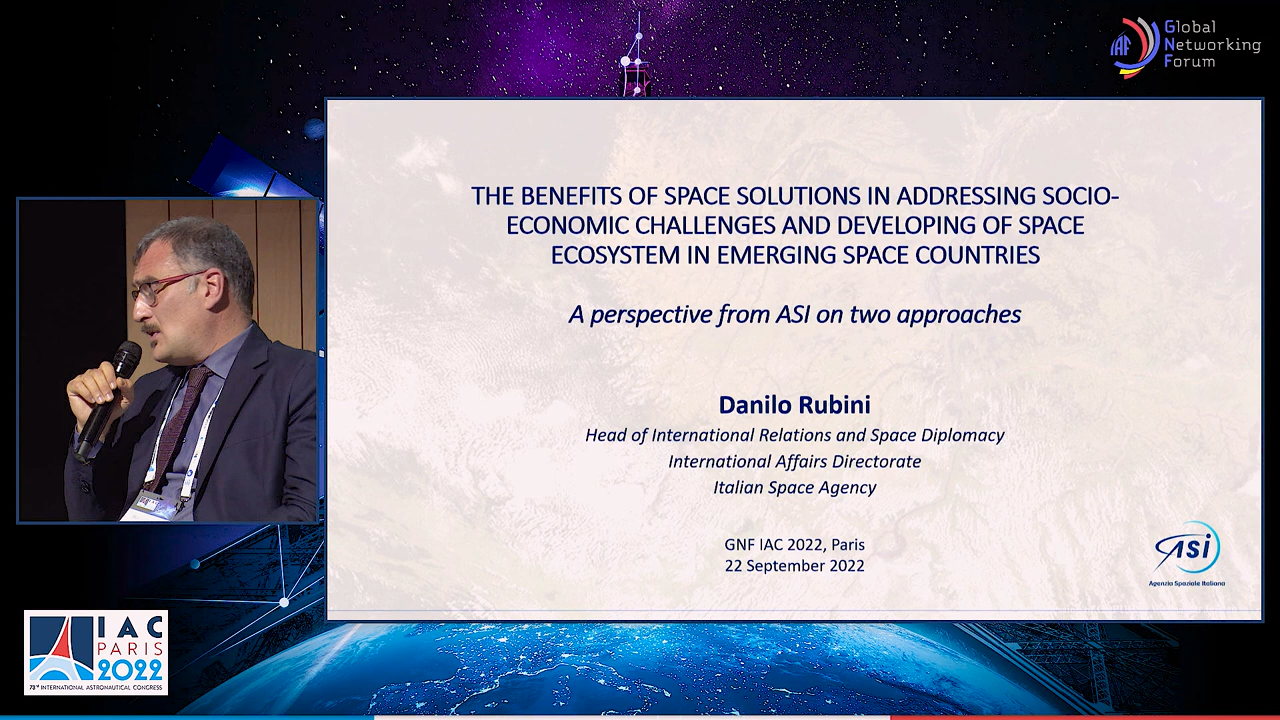 Global
Networking
Forum
IAF
THE BENEFITS OF SPACE SOLUTIONS IN ADDRESSING SOCIO-
ECONOMIC CHALLENGES AND DEVELOPING OF SPACE
ECOSYSTEM IN EMERGING SPACE COUNTRIES
A perspective from ASI on two approaches
Danilo Rubini
Head of International Relations and Space Diplomacy
International Affairs Directorate
Italian Space Agency
GNF IAC 2022, Paris
22 September 2022
ASI
Agenzia Spaziale Italiana
IAC
PARIS
2022
73rd INTERNATIONAL ASTRONAUTICAL CONGRESS